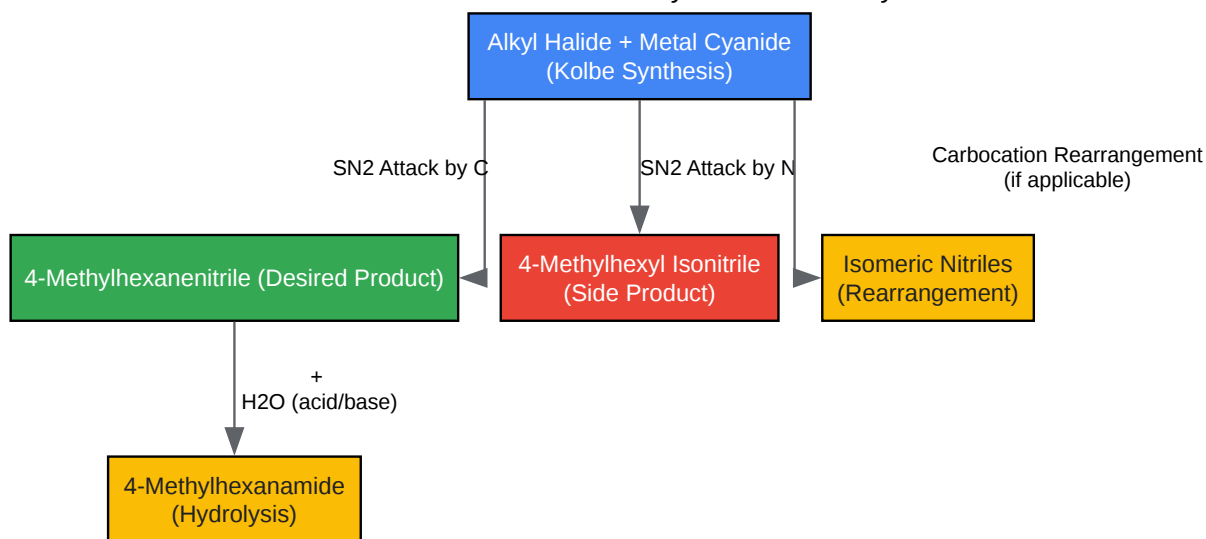 Alkyl Halide + Metal Cyanide
(Kolbe Synthesis)
SN2 Attack by C
SN2 Attack by N
Carbocation Rearrangement
(if applicable)
4-Methylhexanenitrile (Desired Product)
4-Methylhexyl Isonitrile
(Side Product)
Isomeric Nitriles
(Rearrangement)
+
H2O (acid/base)
4-Methylhexanamide
(Hydrolysis)